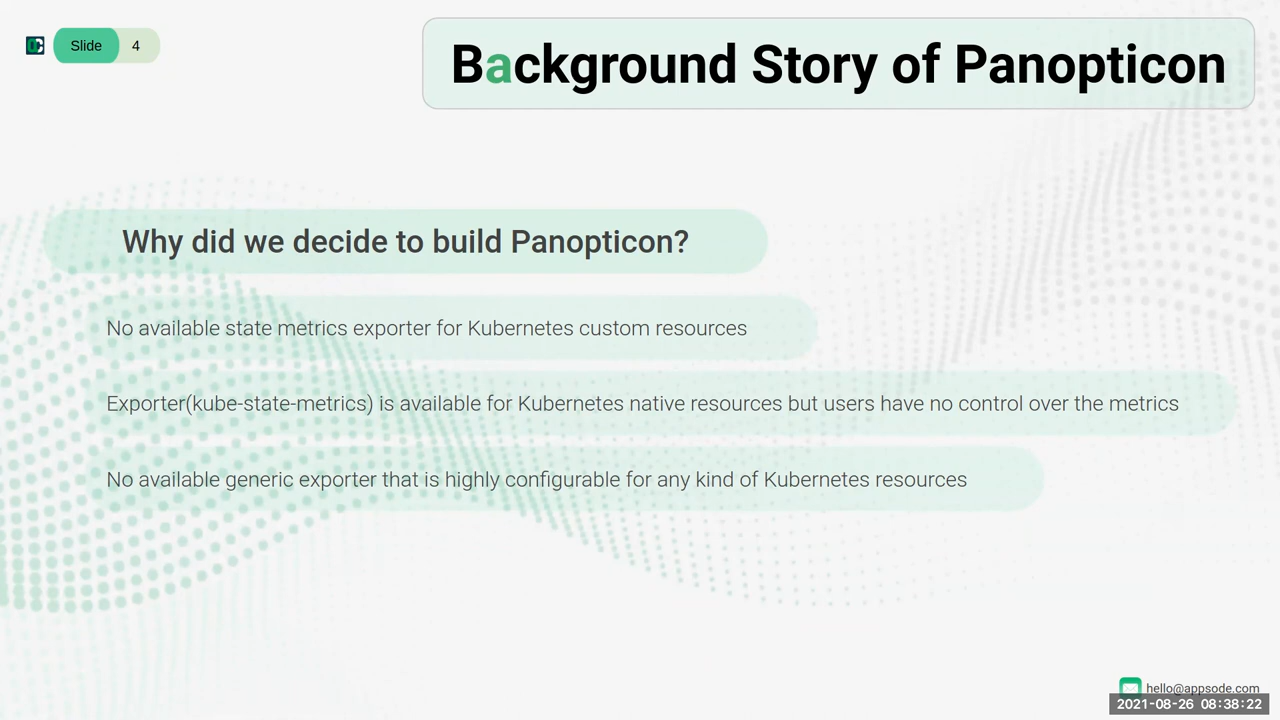 Slide 4
Background Story of Panopticon
Why did we decide to build Panopticon?
No available state metrics exporter for Kubernetes custom resources
Exporter(kube-state-metrics) is available for Kubernetes native resources but users have no control over the metrics
No available generic exporter that is highly configurable for any kind of Kubernetes resources
hello@appsode.com
2021-08-26 08:38:22